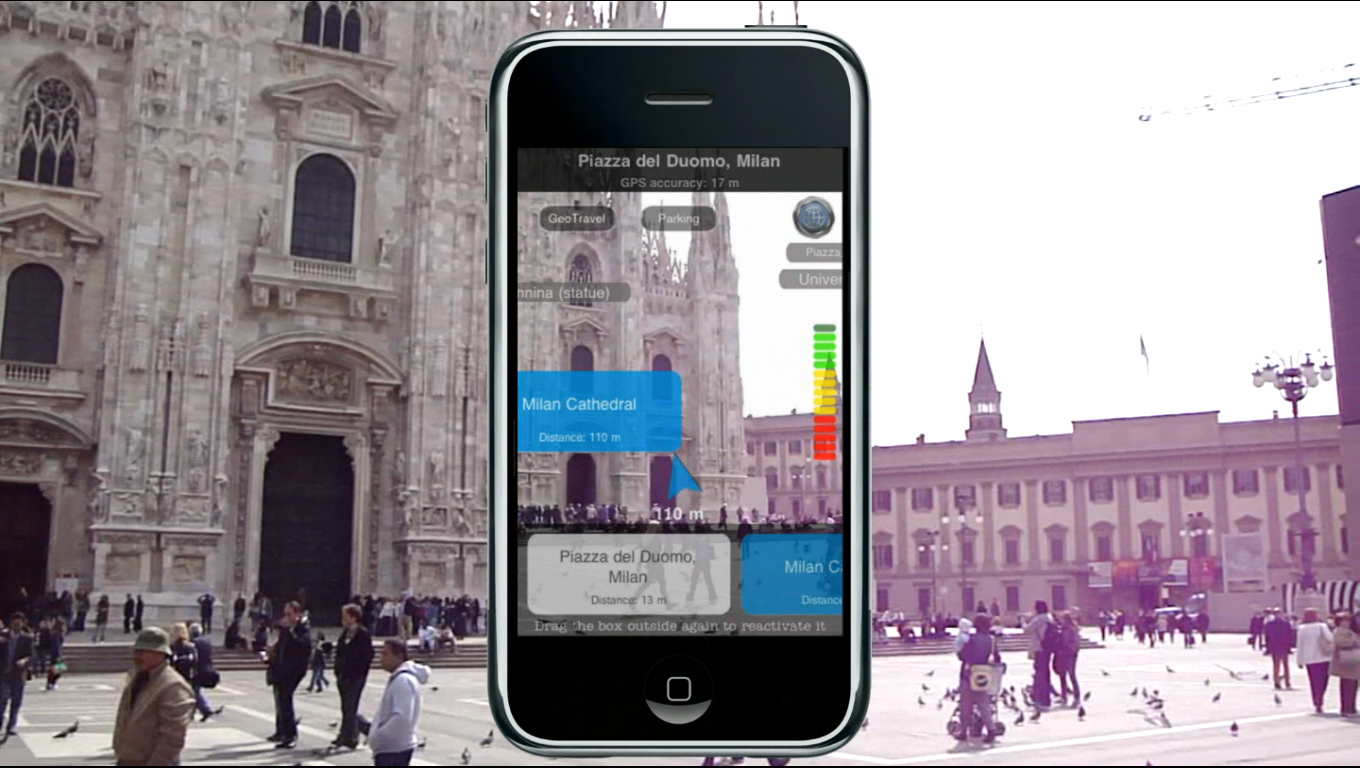 Piazza del Duomo, Milan
GPS accuracy: 17 m
GeoTravel
Parking
Piazza
Univer
nnina (statue)
Milan Cathedral
Distance: 110 m
110 m
Piazza del Duomo,
Milan
Distance: 13 m
Milan Ca
Distance
Drag the box outside again to reactivate it